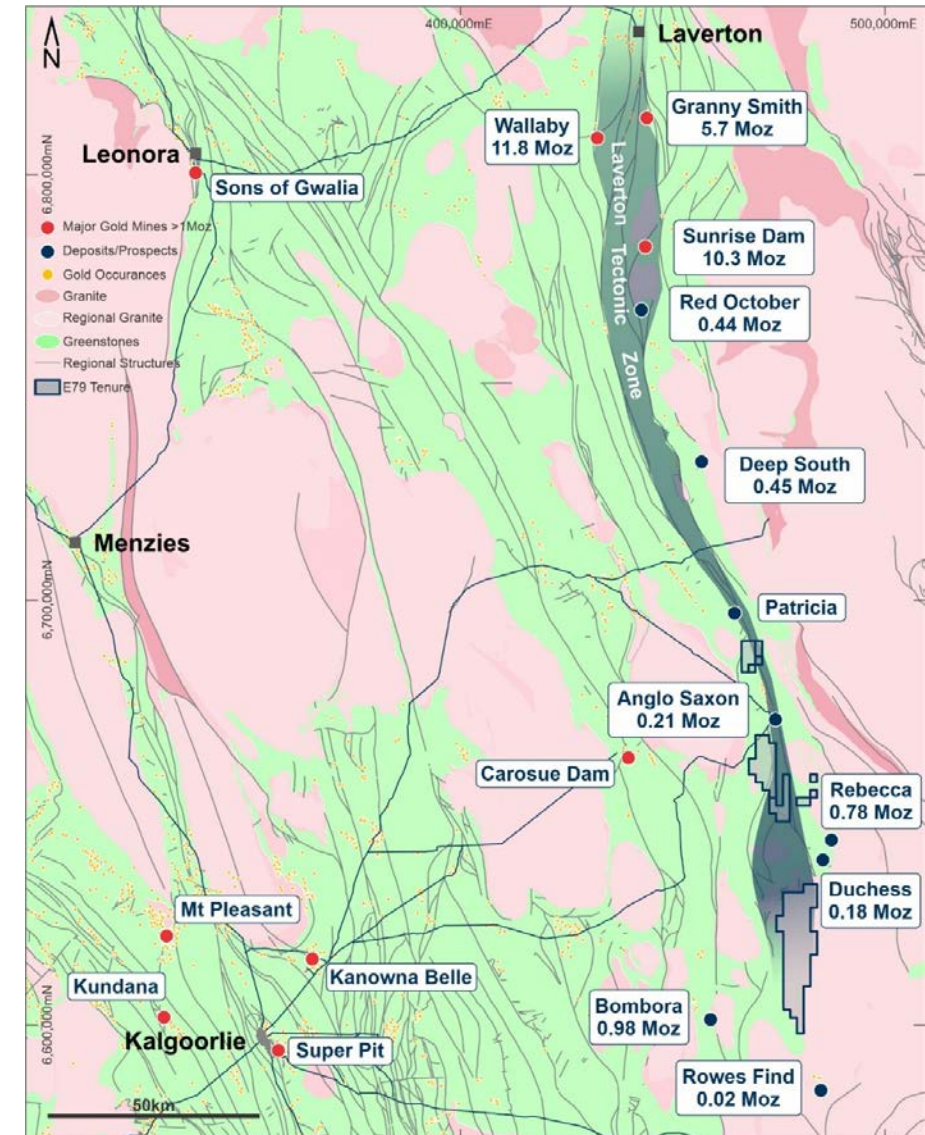 400,000mE
500,000mE
N
Laverton
Granny Smith
5.7 Moz
Wallaby
11.8 Moz
Leonora
Sons of Gwalia
6,800,000mN
Major Gold Mines >1Moz
Deposits/Prospects
Gold Occurances
Granite
Regional Granite
Greenstones
Regional Structures
E79 Tenure
Laverton Tectonic Zone
Sunrise Dam
10.3 Moz
Red October
0.44 Moz
Deep South
0.45 Moz
Menzies
6,700,000mN
Patricia
Anglo Saxon
0.21 Moz
Carosue Dam
Rebecca
0.78 Moz
Duchess
0.18 Moz
Mt Pleasant
Kanowna Belle
Kundana
Bombora
0.98 Moz
6,600,000mN
Kalgoorlie
Super Pit
Rowes Find
0.02 Moz
50km